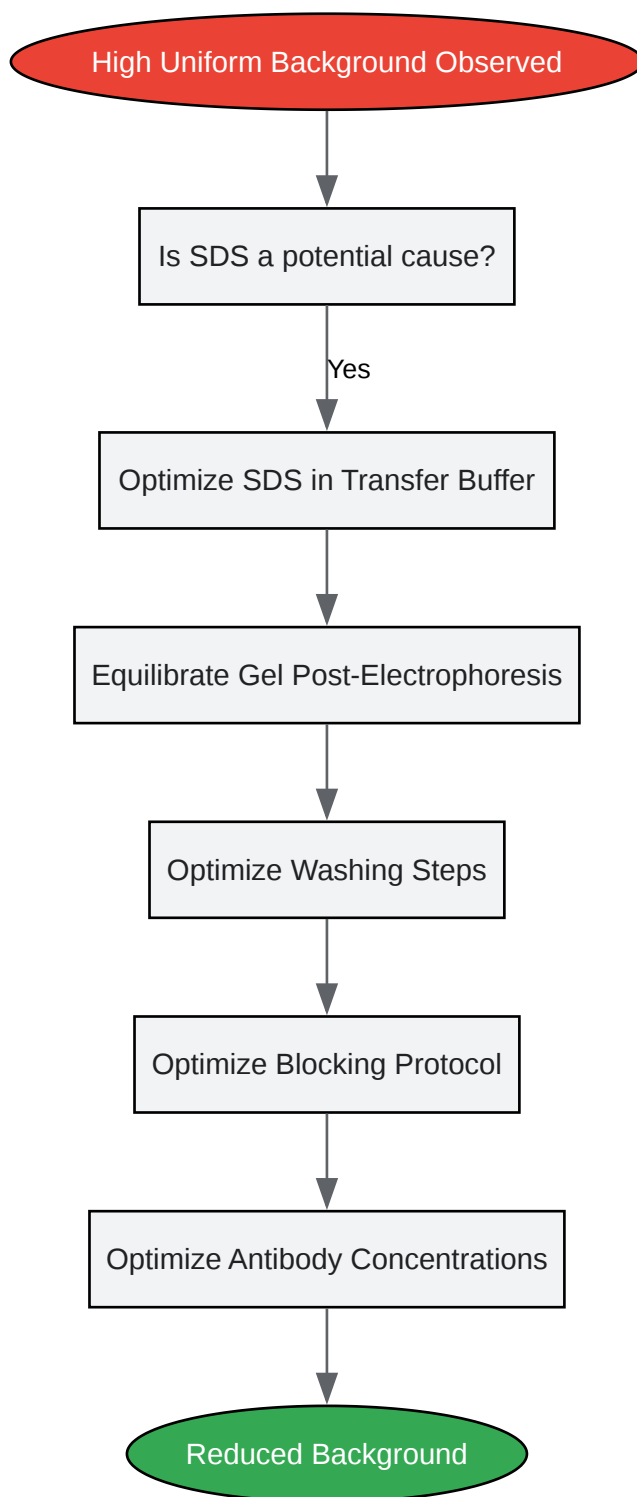 High Uniform Background Observed
Is SDS a potential cause?
Yes
Optimize SDS in Transfer Buffer
Equilibrate Gel Post-Electrophoresis
Optimize Washing Steps
Optimize Blocking Protocol
Optimize Antibody Concentrations
Reduced Background